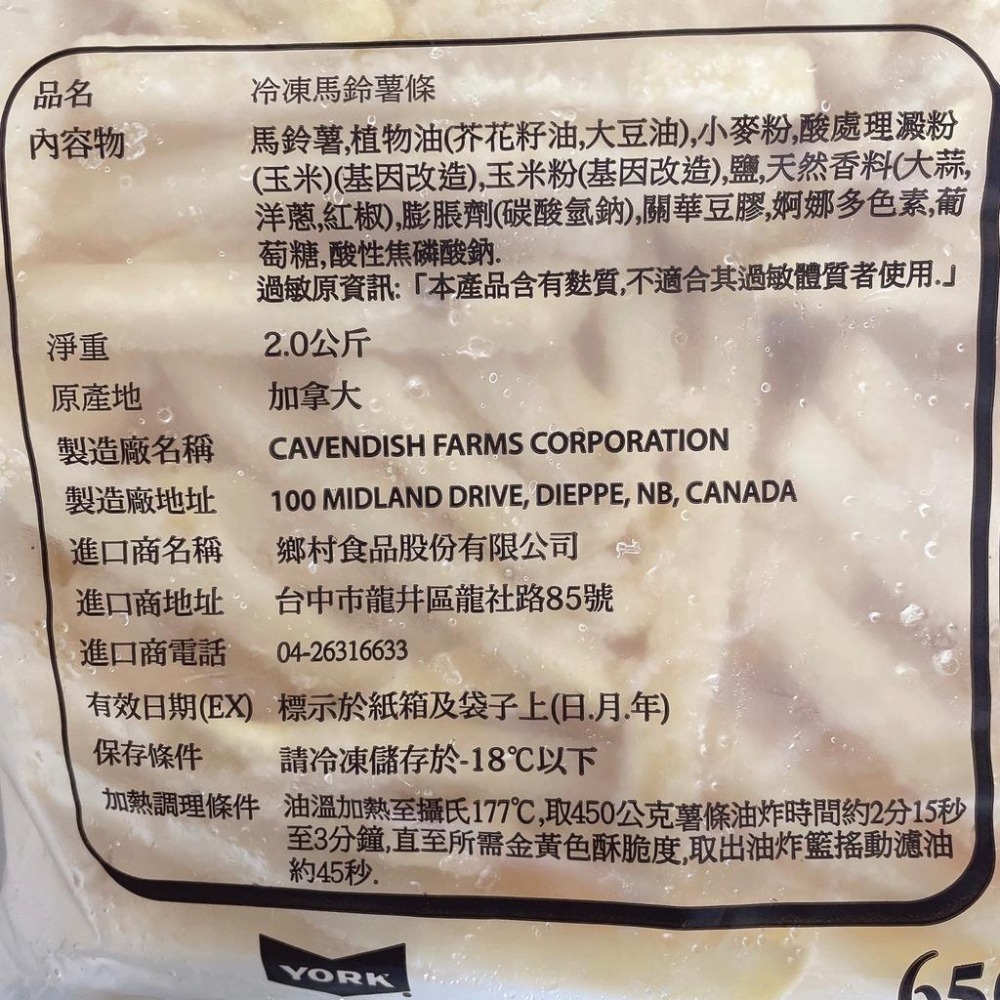 品名 冷凍馬鈴薯條
內容物 馬鈴薯,植物油(芥花籽油,大豆油),小麥粉,酸處理澱粉
(玉米)(基因改造),玉米粉(基因改造),鹽,天然香料(大蒜,
洋蔥,紅椒),膨脹劑(碳酸氫鈉),關華豆膠,婀娜多色素,葡
萄糖,酸性焦磷酸鈉.
過敏原資訊:「本產品含有麩質,不適合其過敏體質者使用.」
淨重 2.0公斤
原產地 加拿大
製造廠名稱 CAVENDISH FARMS CORPORATION
製造廠地址 100 MIDLAND DRIVE, DIEPPE, NB, CANADA
進口商名稱 鄉村食品股份有限公司
進口商地址 台中市龍井區龍社路85號
進口商電話 04-26316633
有效日期(EX) 標示於紙箱及袋子上(日.月.年)
保存條件 請冷凍儲存於-18℃以下
加熱調理條件 油溫加熱至攝氏177℃,取450公克薯條油炸時間約2分15秒
至3分鐘,直至所需金黃色酥脆度,取出油炸籃搖動濾油
約45秒.
YORK